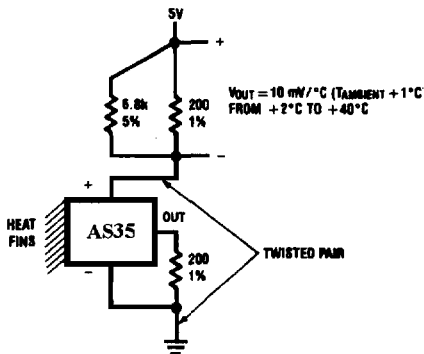 5V
+
6.8k
5%
200
1%
VOUT = 10 mV/°C (TAMBIENT + 1°C
FROM + 2°C TO + 40°C
−
+
HEAT
FINS
AS35
OUT
−
200
1%
TWISTED PAIR